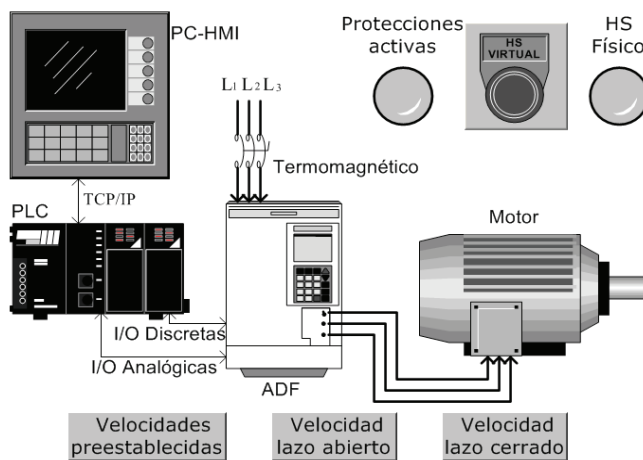 PC-HMI
Protecciones
activas
HS
VIRTUAL
HS
Físico
L1 L2 L3
Termomagnético
TCP/IP
PLC
Motor
I/O Discretas
I/O Analógicas
ADF
Velocidades
preestablecidas
Velocidad
lazo abierto
Velocidad
lazo cerrado